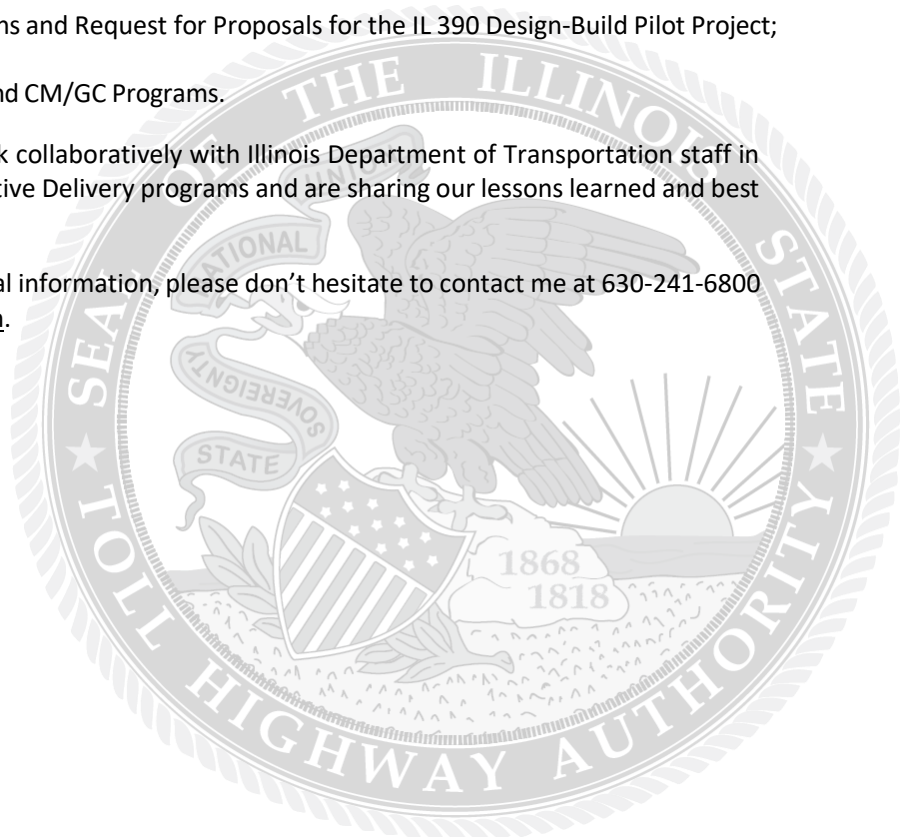 ns and Request for Proposals for the IL 390 Design-Build Pilot Project;
nd CM/GC Programs.
k collaboratively with Illinois Department of Transportation staff in
tive Delivery programs and are sharing our lessons learned and best
al information, please don’t hesitate to contact me at 630-241-6800
.
SEAL OF THE ILLINOIS STATE
TOLL HIGHWAY AUTHORITY
NATIONAL UNION
STATE SOVEREIGNTY
1868
1818